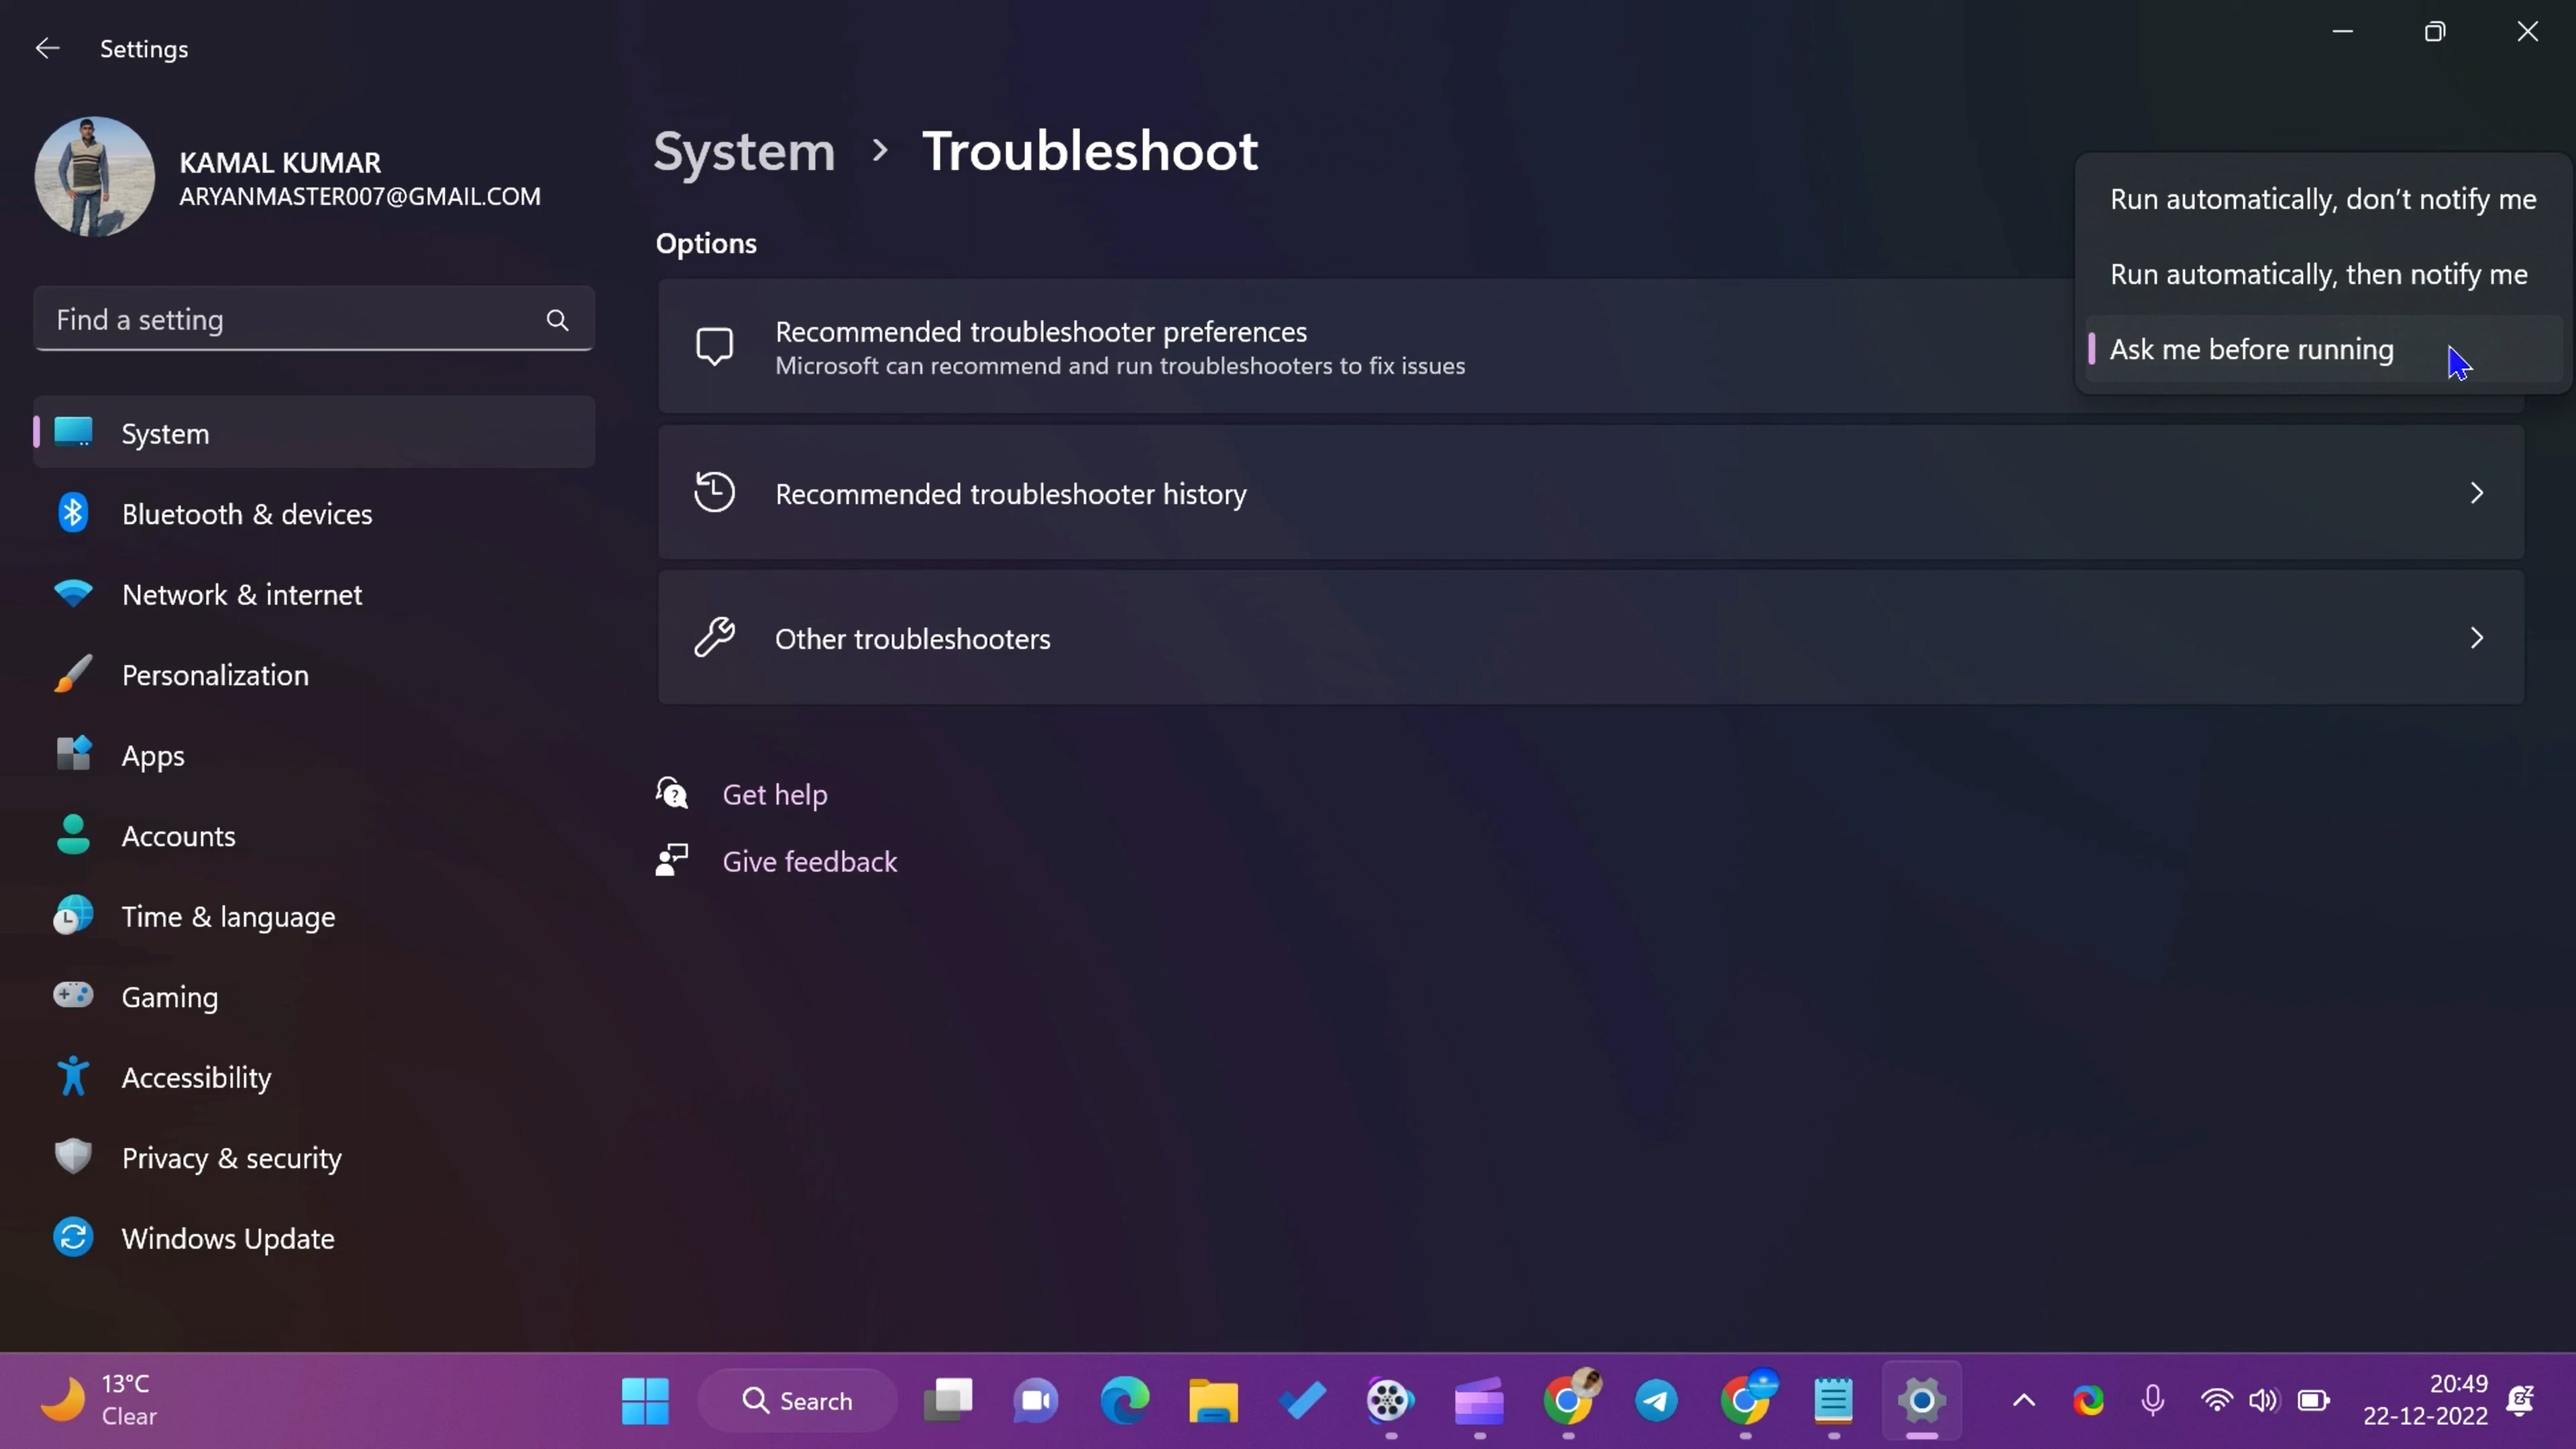 Settings
KAMAL KUMAR
ARYANMASTER007@GMAIL.COM
Find a setting
System
Bluetooth & devices
Network & internet
Personalization
Apps
Accounts
Time & language
Gaming
Accessibility
Privacy & security
Windows Update
System > Troubleshoot
Options
Recommended troubleshooter preferences
Microsoft can recommend and run troubleshooters to fix issues
Run automatically, don't notify me
Run automatically, then notify me
Ask me before running
Recommended troubleshooter history
Other troubleshooters
Get help
Give feedback
13°C
Clear
Search
20:49
22-12-2022